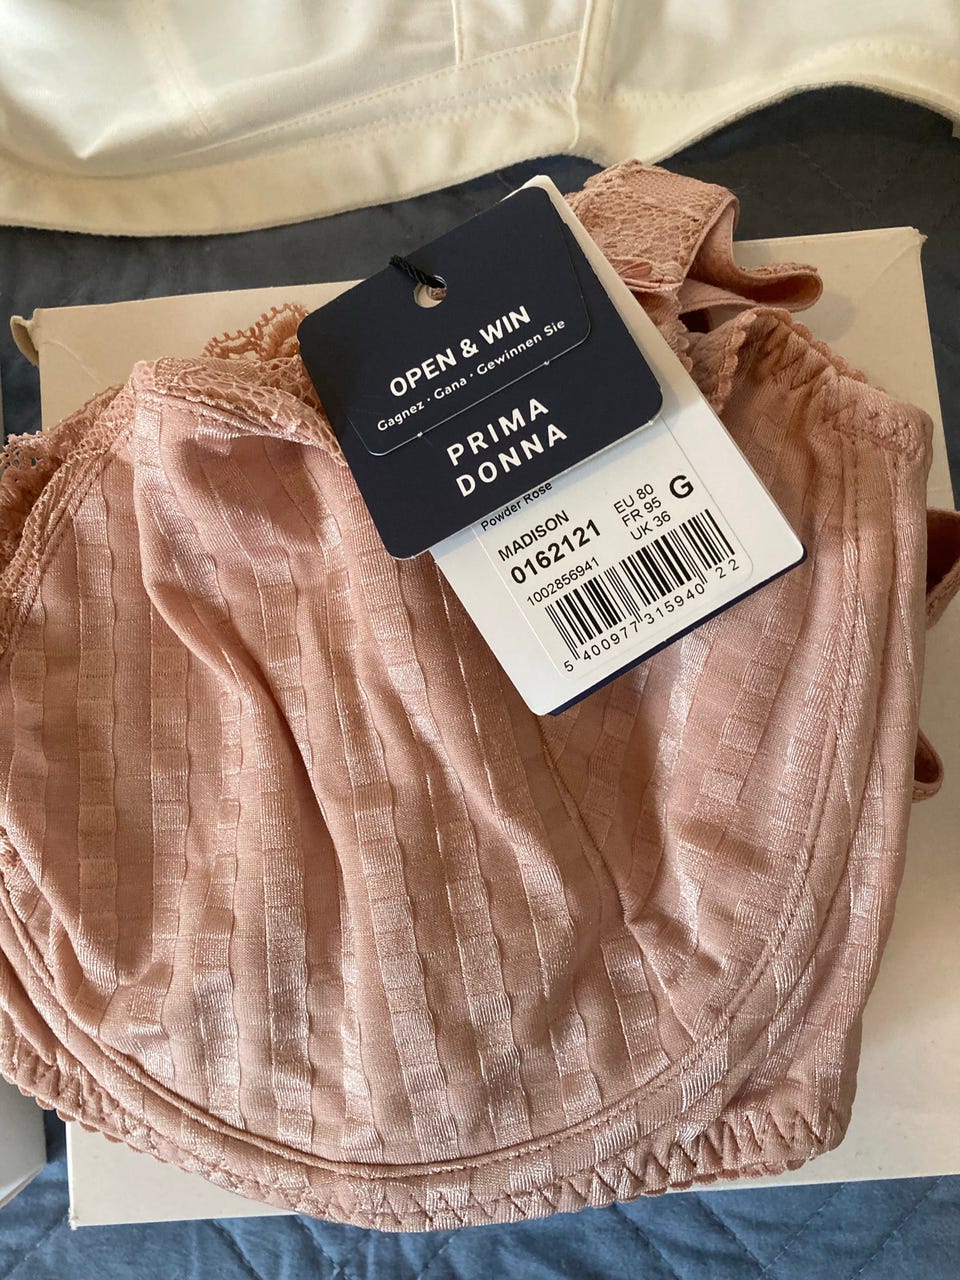 OPEN & WIN
Gagnez · Gana · Gewinnen Sie
PRIMA
DONNA
Powder Rose
MADISON
0162121
1002856941
EU 80
FR 95
UK 36
G
5 400977 315940 22